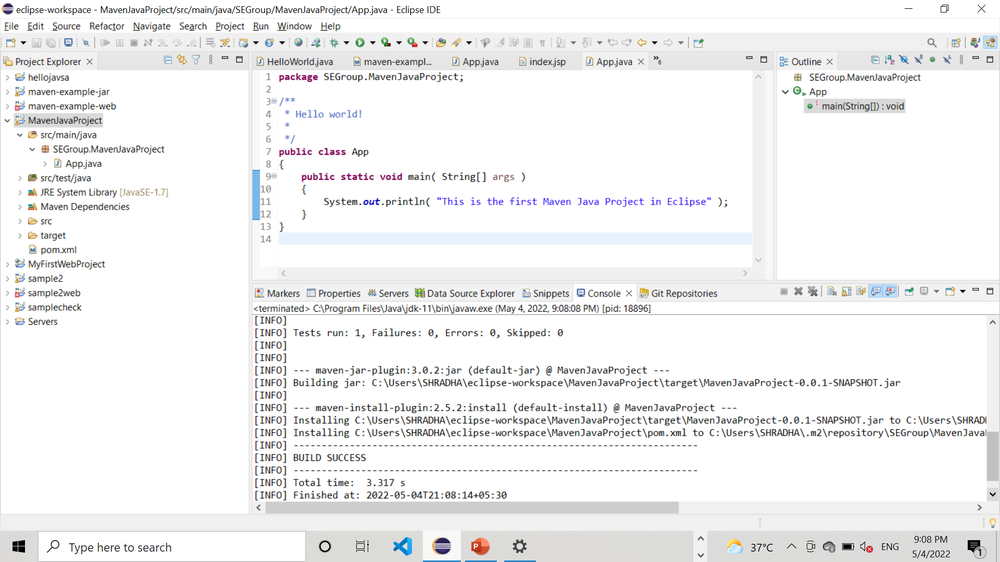 eclipse-workspace - MavenJavaProject/src/main/java/SEGroup/MavenJavaProject/App.java - Eclipse IDE
File Edit Source Refactor Navigate Search Project Run Window Help
Project Explorer
hellojavsa
maven-example-jar
maven-example-web
MavenJavaProject
src/main/java
SEGroup.MavenJavaProject
App.java
src/test/java
JRE System Library [JavaSE-1.7]
Maven Dependencies
src
target
pom.xml
MyFirstWebProject
sample2
sample2web
samplecheck
Servers
HelloWorld.java maven-exampl... App.java index.jsp App.java »6
1 package SEGroup.MavenJavaProject;
2
3 /**
4 * Hello world!
5 *
6 */
7 public class App
8 {
9 public static void main( String[] args )
10 {
11 System.out.println( "This is the first Maven Java Project in Eclipse" );
12 }
13 }
14
Outline
SEGroup.MavenJavaProject
App
main(String[]) : void
Markers Properties Servers Data Source Explorer Snippets Console Git Repositories
<terminated> C:\Program Files\Java\jdk-11\bin\javaw.exe (May 4, 2022, 9:08:08 PM) [pid: 18896]
[INFO]
[INFO] Tests run: 1, Failures: 0, Errors: 0, Skipped: 0
[INFO]
[INFO]
[INFO] --- maven-jar-plugin:3.0.2:jar (default-jar) @ MavenJavaProject ---
[INFO] Building jar: C:\Users\SHRADHA\eclipse-workspace\MavenJavaProject\target\MavenJavaProject-0.0.1-SNAPSHOT.jar
[INFO]
[INFO] --- maven-install-plugin:2.5.2:install (default-install) @ MavenJavaProject ---
[INFO] Installing C:\Users\SHRADHA\eclipse-workspace\MavenJavaProject\target\MavenJavaProject-0.0.1-SNAPSHOT.jar to C:\Users\SHRAD
[INFO] Installing C:\Users\SHRADHA\eclipse-workspace\MavenJavaProject\pom.xml to C:\Users\SHRADHA\.m2\repository\SEGroup\MavenJava
[INFO] ------------------------------------------------------------------------
[INFO] BUILD SUCCESS
[INFO] ------------------------------------------------------------------------
[INFO] Total time:  3.317 s
[INFO] Finished at: 2022-05-04T21:08:14+05:30
Type here to search
37°C
ENG
9:08 PM
5/4/2022
1